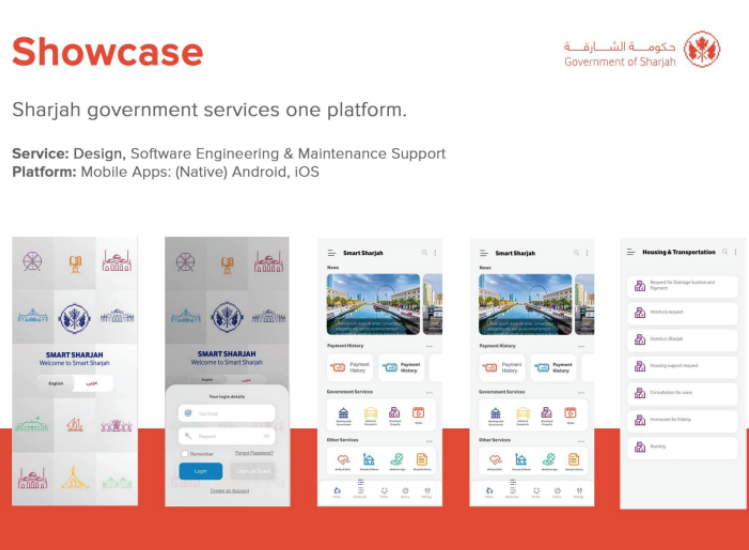 Showcase
حكومة الشارقة
Government of Sharjah
Sharjah government services one platform.
Service: Design, Software Engineering & Maintenance Support
Platform: Mobile Apps: (Native) Android, iOS
SMART SHARJAH
Welcome to Smart Sharjah
English
عربي
SMART SHARJAH
Welcome to Smart Sharjah
English
عربي
Your login details
Your Email
Password
Remember
Forgot Password?
Login
Create an Account
Smart Sharjah
News
Payment History
Payment History
Payment History
Government Services
Other Services
Smart Sharjah
News
Payment History
Payment History
Payment History
Government Services
Other Services
Housing & Transportation
Request for Drainage Suction and
Payment
Hotels in Sharjah
Housing support request
Consultation for users
Homecare for Elderly
Nursing